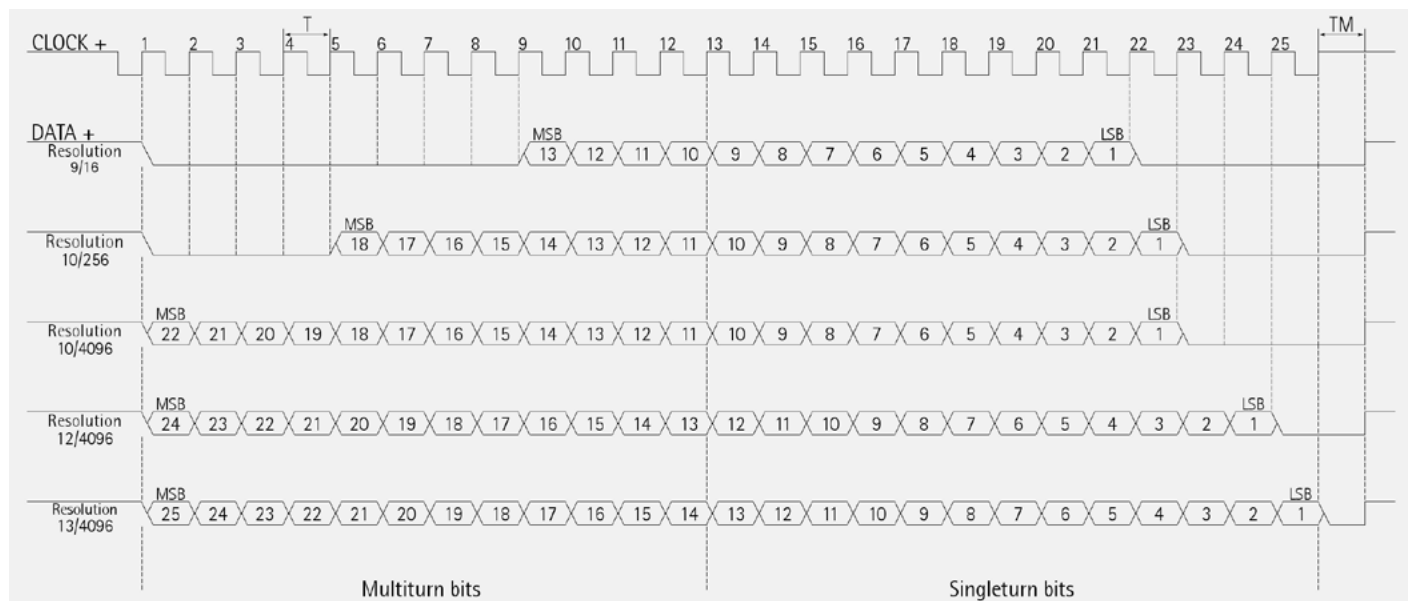 T TM
CLOCK + 1 2 3 4 5 6 7 8 9 10 11 12 13 14 15 16 17 18 19 20 21 22 23 24 25
DATA + MSB LSB
Resolution
9/16
13 12 11 10 9 8 7 6 5 4 3 2 1
MSB LSB
Resolution
10/256
18 17 16 15 14 13 12 11 10 9 8 7 6 5 4 3 2 1
MSB LSB
Resolution
10/4096
22 21 20 19 18 17 16 15 14 13 12 11 10 9 8 7 6 5 4 3 2 1
MSB LSB
Resolution
12/4096
24 23 22 21 20 19 18 17 16 15 14 13 12 11 10 9 8 7 6 5 4 3 2 1
MSB LSB
Resolution
13/4096
25 24 23 22 21 20 19 18 17 16 15 14 13 12 11 10 9 8 7 6 5 4 3 2 1
Multiturn bits Singleturn bits